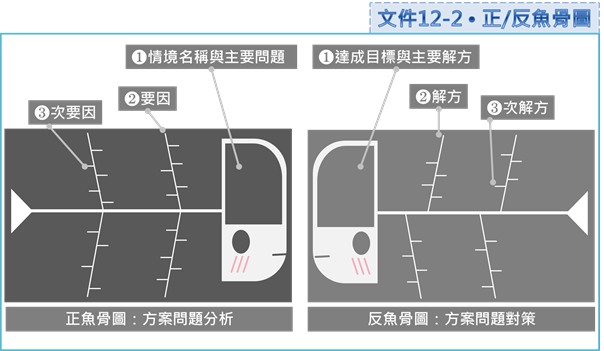 文件12-2 • 正/反魚骨圖
❶情境名稱與主要問題
❶達成目標與主要解方
❸次要因
❷要因
❷解方
❸次解方
正魚骨圖：方案問題分析
反魚骨圖：方案問題對策